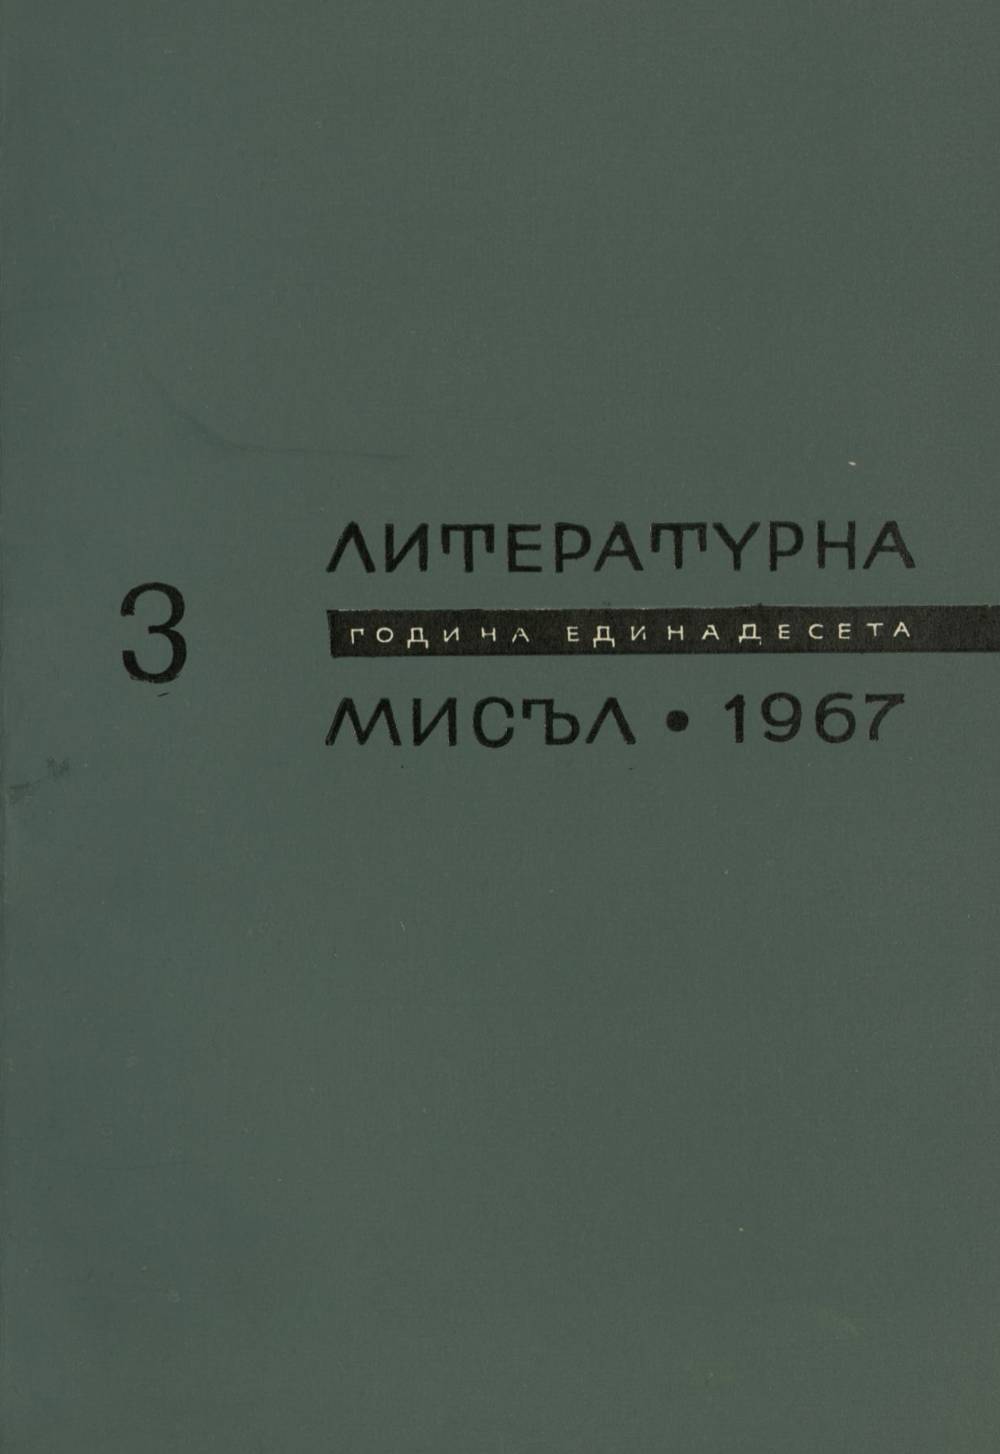 3
ЛИТЕРАТУРНА
ГОДИНА ЕДИНАДЕСЕТА
МИСЪЛ • 1967